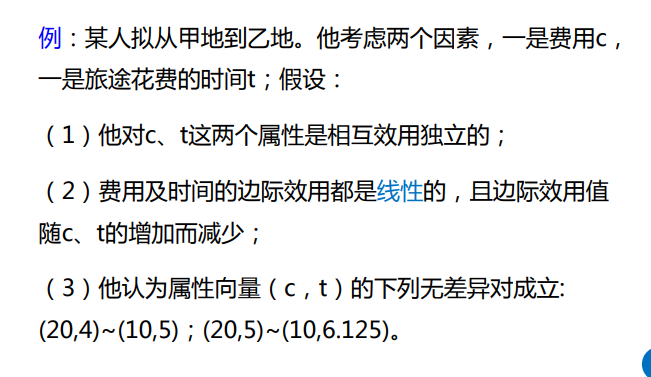 例：某人拟从甲地到乙地。他考虑两个因素，一是费用c，
一是旅途花费的时间t；假设：
（1）他对c、t这两个属性是相互效用独立的；
（2）费用及时间的边际效用都是线性的，且边际效用值
随c、t的增加而减少；
（3）他认为属性向量（c，t）的下列无差异对成立:
(20,4)~(10,5)；(20,5)~(10,6.125)。